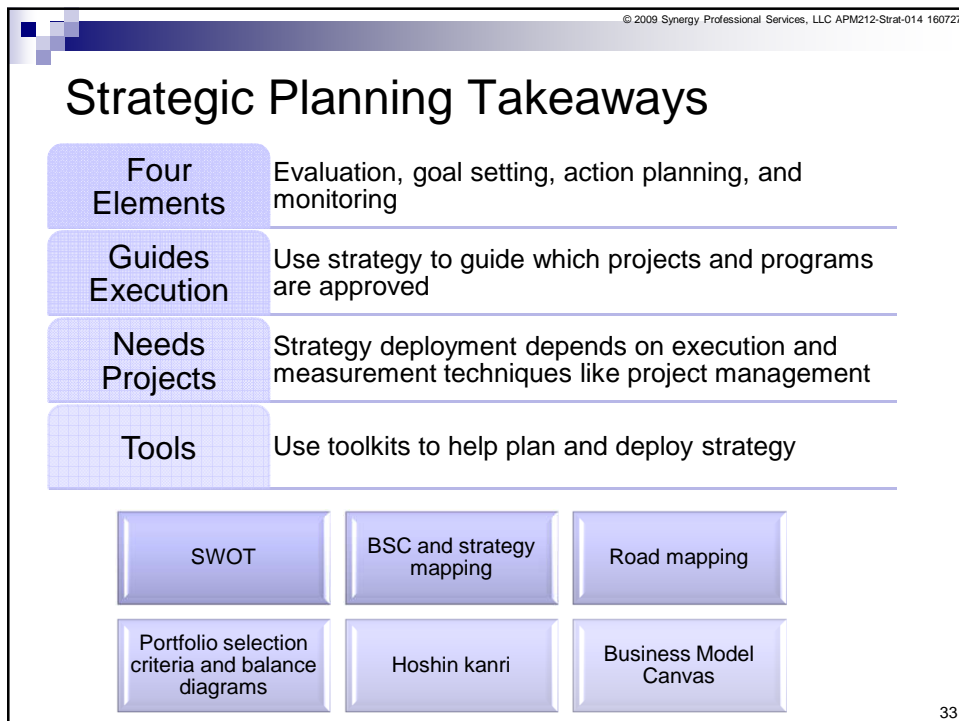 © 2009 Synergy Professional Services, LLC APM212-Strat-014 160727
Strategic Planning Takeaways
Four
Elements
Evaluation, goal setting, action planning, and
monitoring
Guides
Execution
Use strategy to guide which projects and programs
are approved
Needs
Projects
Strategy deployment depends on execution and
measurement techniques like project management
Tools
Use toolkits to help plan and deploy strategy
SWOT
BSC and strategy
mapping
Road mapping
Portfolio selection
criteria and balance
diagrams
Hoshin kanri
Business Model
Canvas
33